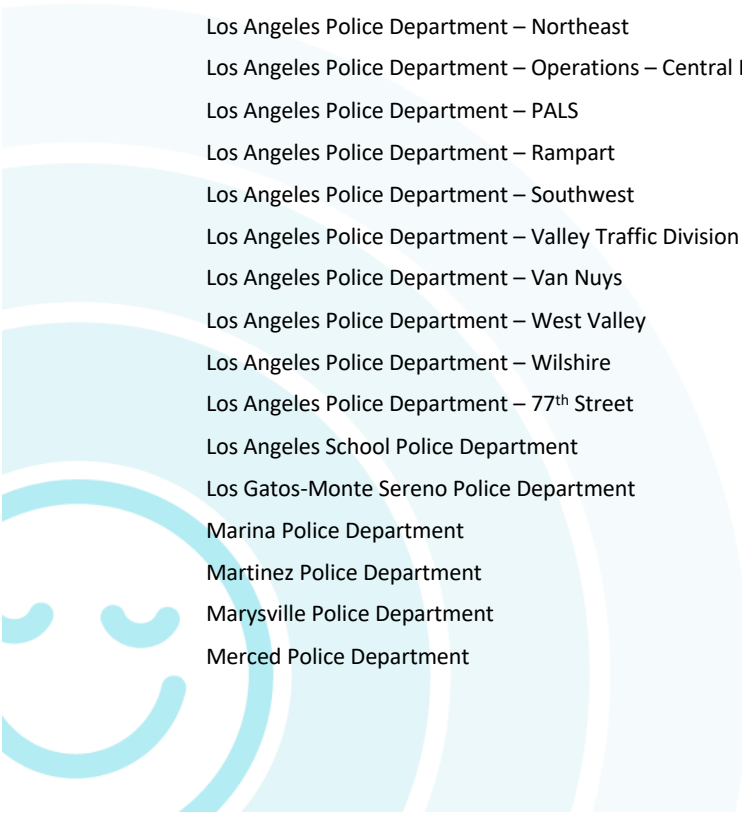 Los Angeles Police Department – Northeast
Los Angeles Police Department – Operations – Central
Los Angeles Police Department – PALS
Los Angeles Police Department – Rampart
Los Angeles Police Department – Southwest
Los Angeles Police Department – Valley Traffic Division
Los Angeles Police Department – Van Nuys
Los Angeles Police Department – West Valley
Los Angeles Police Department – Wilshire
Los Angeles Police Department – 77th Street
Los Angeles School Police Department
Los Gatos-Monte Sereno Police Department
Marina Police Department
Martinez Police Department
Marysville Police Department
Merced Police Department